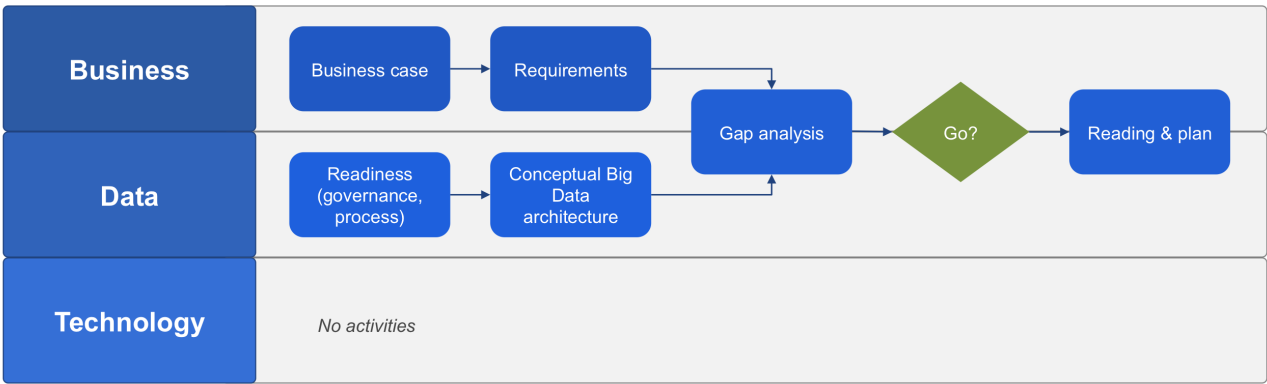 Business
Business case
Requirements
Gap analysis
Go?
Reading & plan
Data
Readiness
(governance,
process)
Conceptual Big
Data
architecture
Technology
No activities